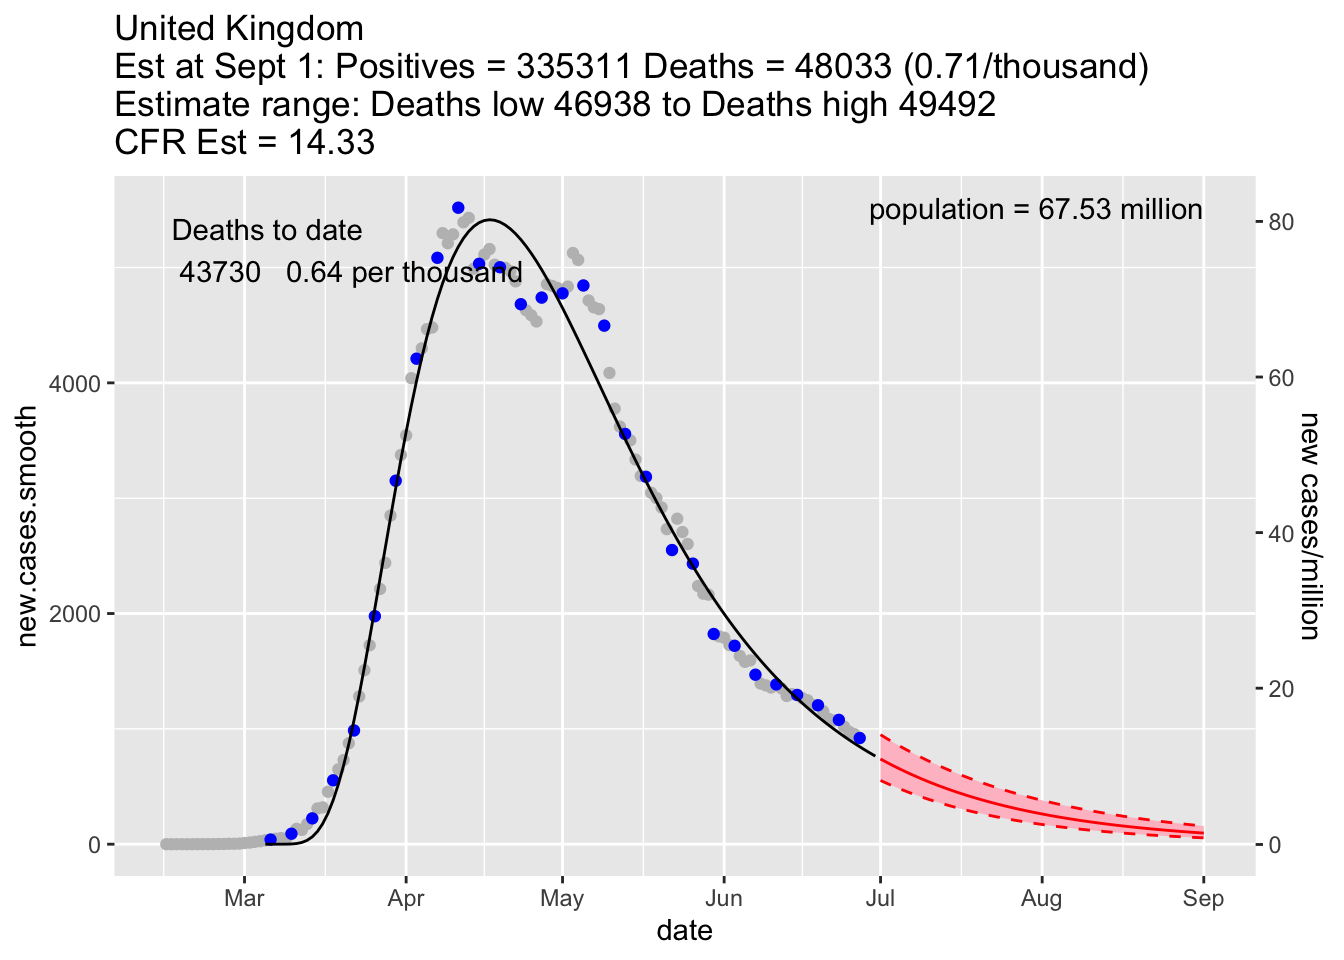 United Kingdom
Est at Sept 1: Positives = 335311 Deaths = 48033 (0.71/thousand)
Estimate range: Deaths low 46938 to Deaths high 49492
CFR Est = 14.33
Deaths to date
43730 0.64 per thousand
population = 67.53 million
new.cases.smooth
4000
2000
0
80
60
40
20
0
new cases/million
Mar Apr May Jun Jul Aug Sep
date